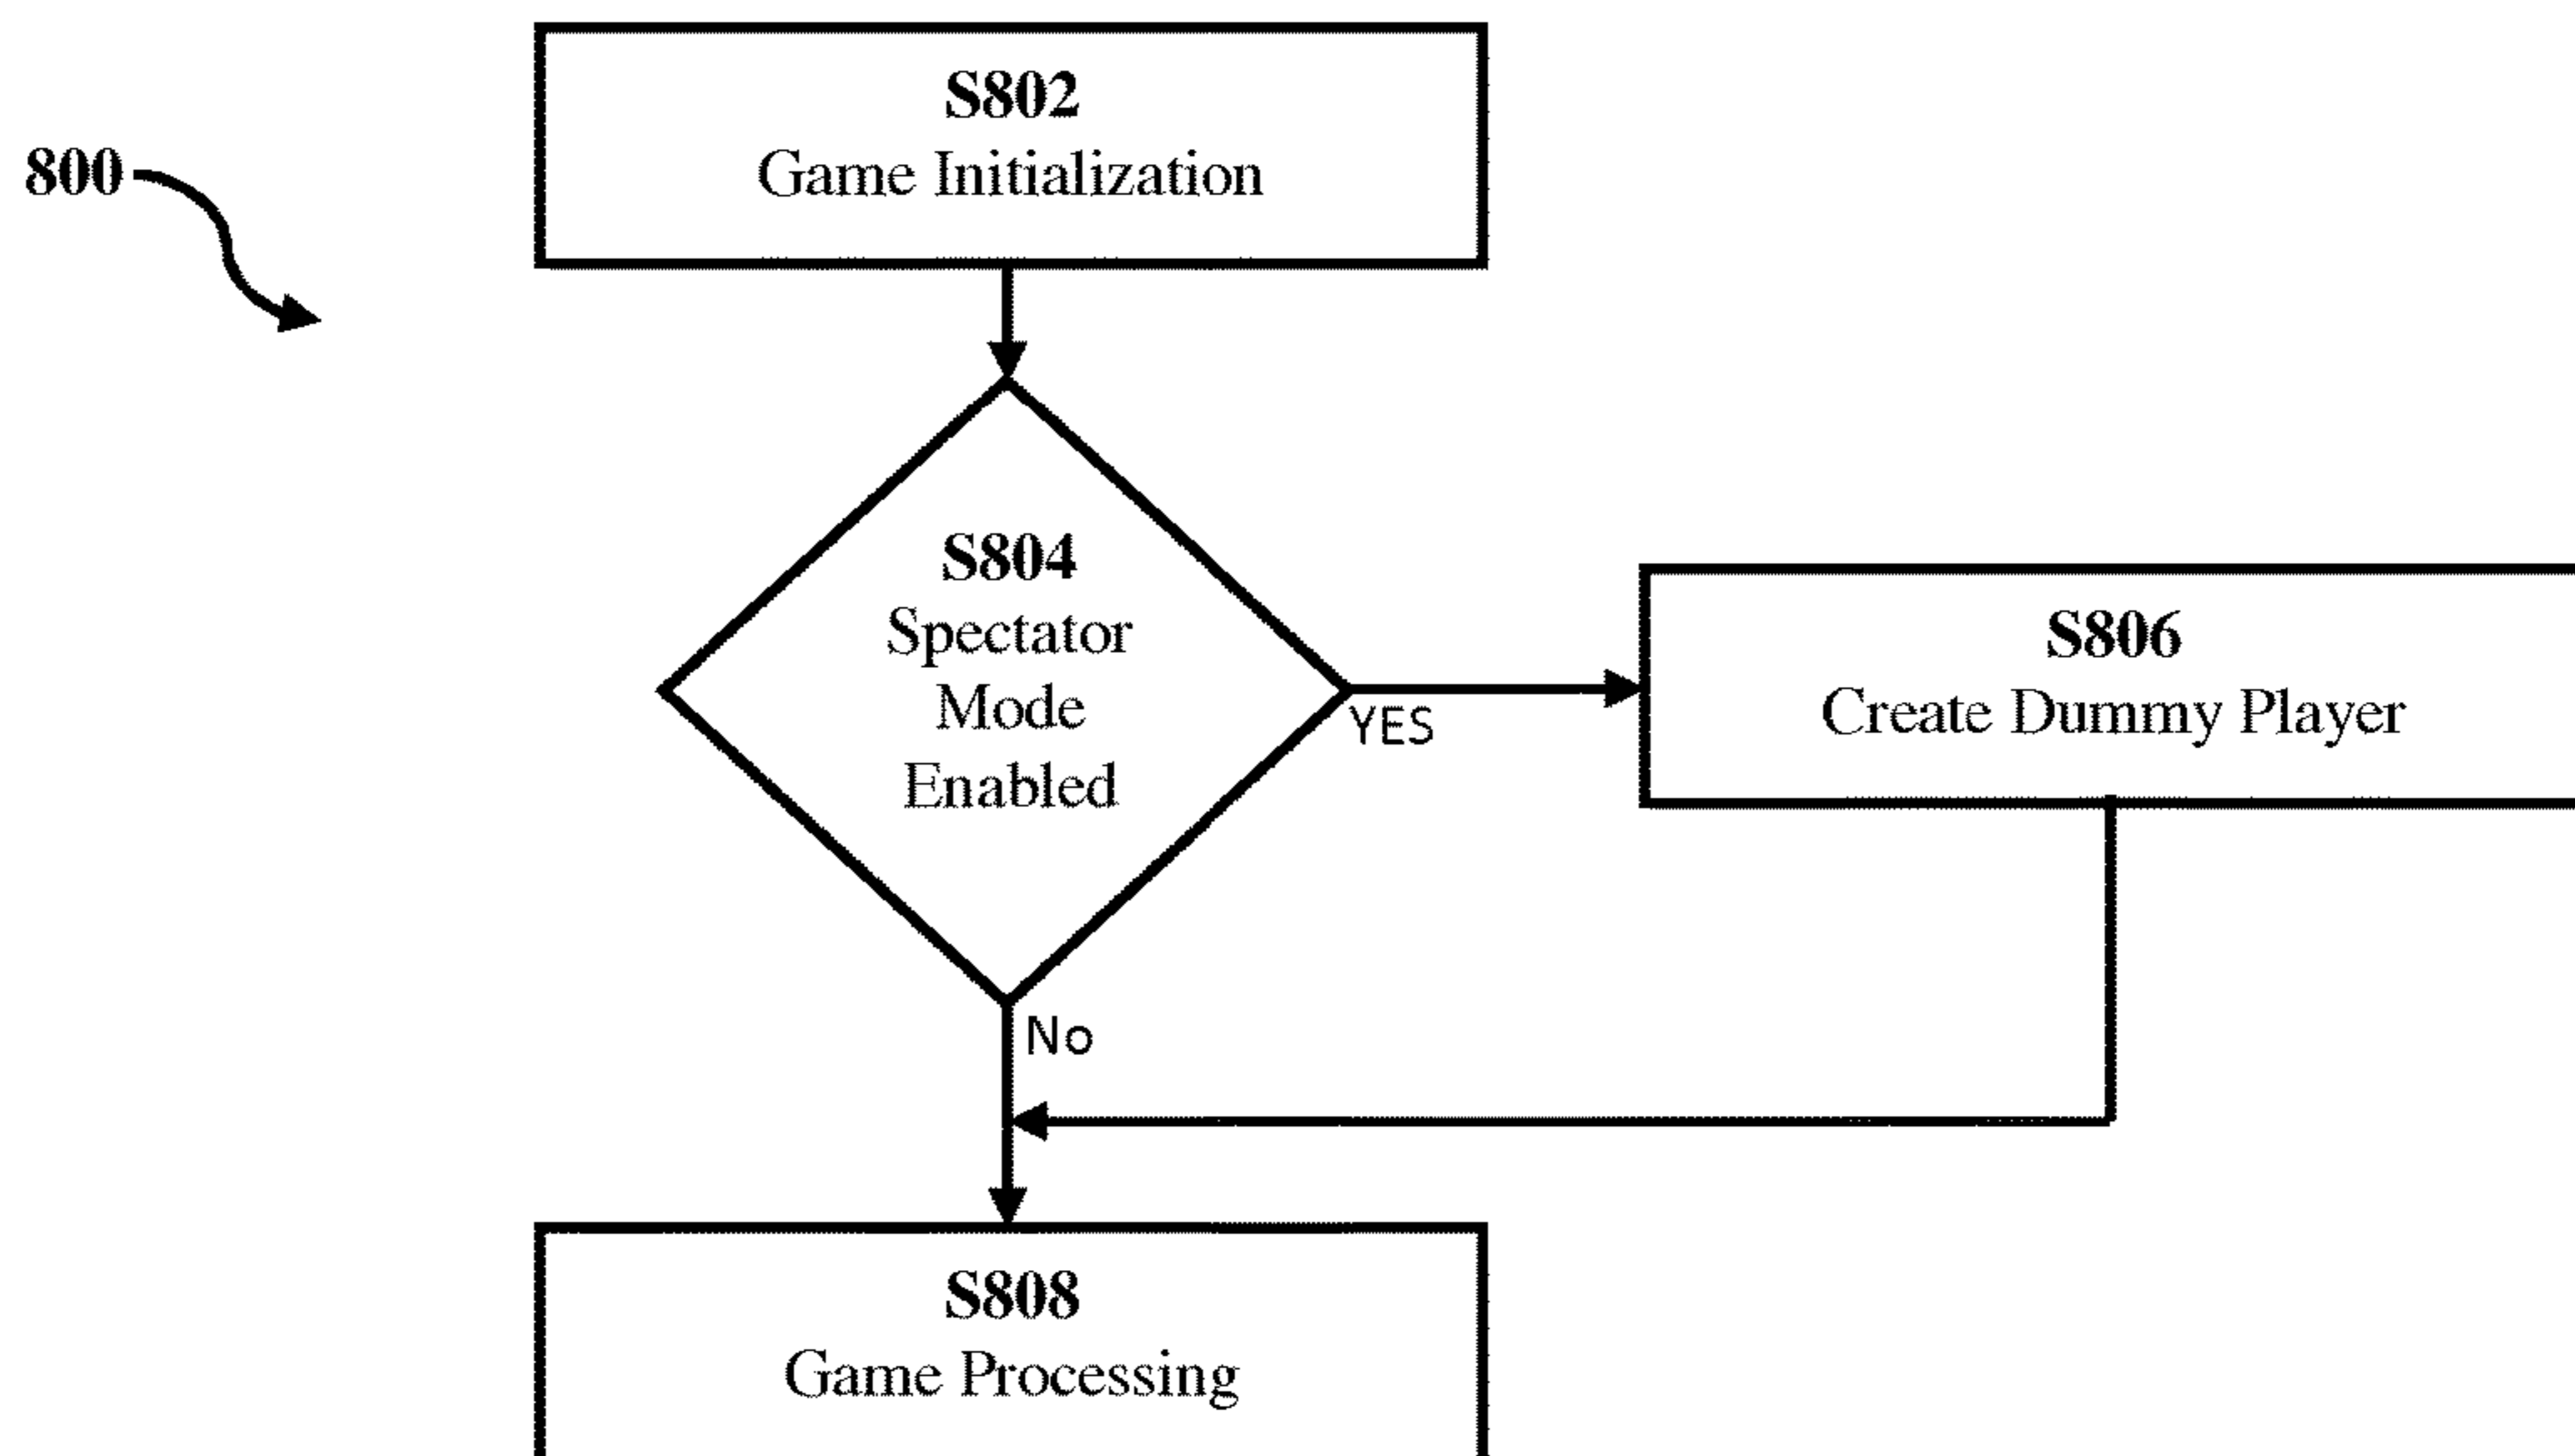 S802
Game Initialization
800
S804
Spectator
Mode
Enabled
YES
S806
Create Dummy Player
No
S808
Game Processing